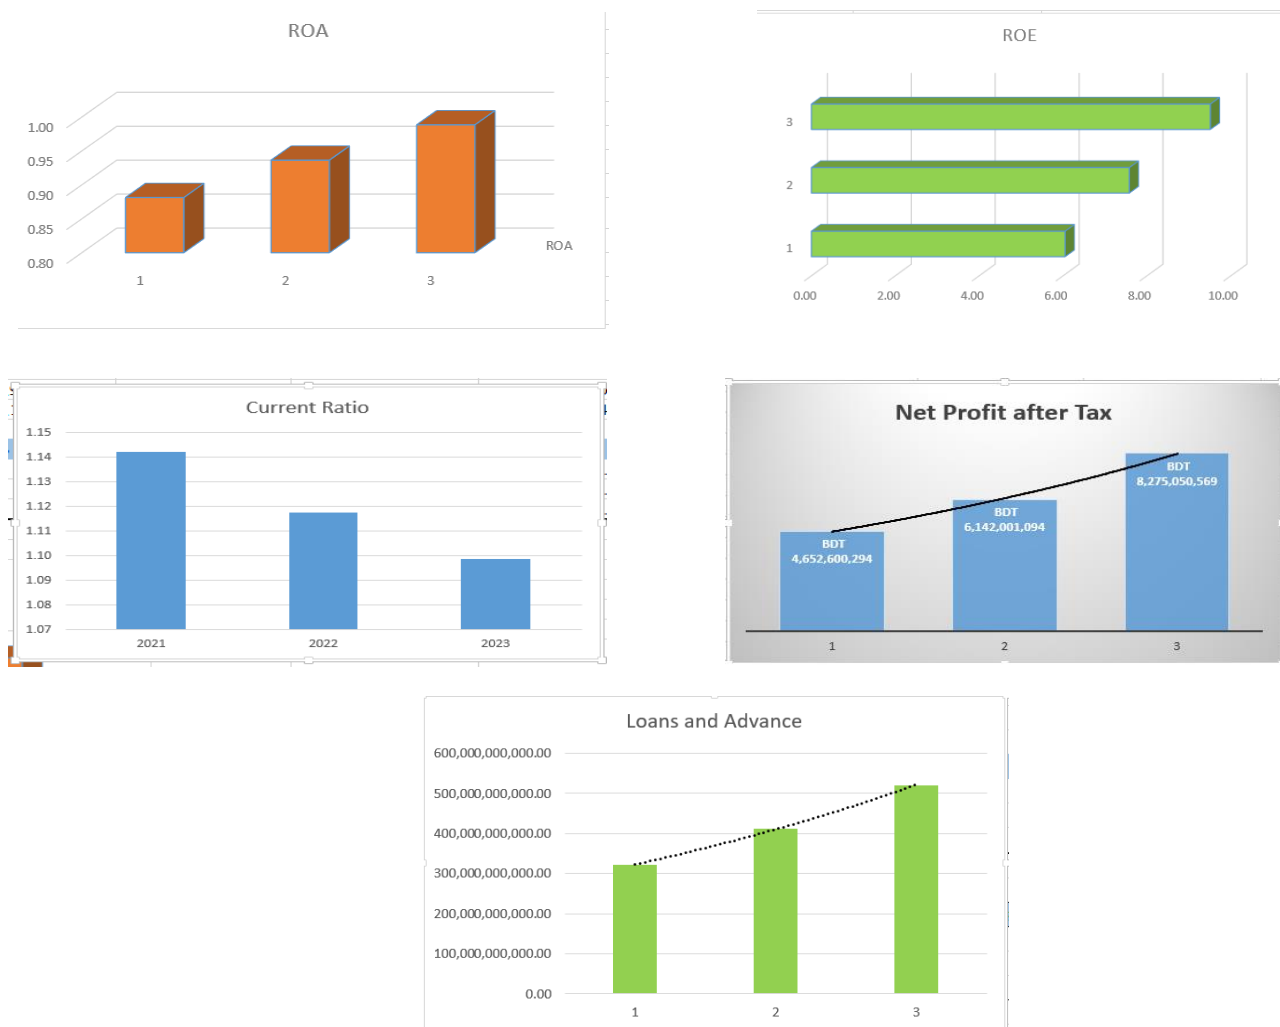 ROA
1.00
0.95
0.90
0.85
0.80
ROA
1 2 3
ROE
3
2
1
0.00 2.00 4.00 6.00 8.00 10.00
Current Ratio
1.15
1.14
1.13
1.12
1.11
1.10
1.09
1.08
1.07
2021 2022 2023
Net Profit after Tax
BDT
8,275,050,569
BDT
6,142,001,094
BDT
4,652,600,294
1 2 3
Loans and Advance
600,000,000,000.00
500,000,000,000.00
400,000,000,000.00
300,000,000,000.00
200,000,000,000.00
100,000,000,000.00
0.00
1 2 3